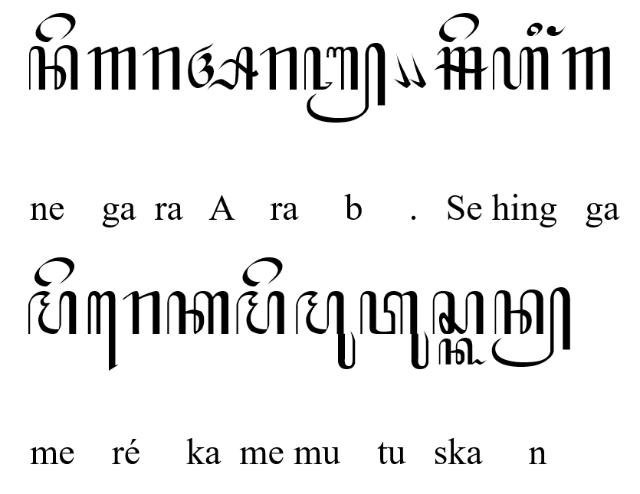 ꦤꦼꦒꦫꦄꦫꦧ꧀꧉ꦯꦼꦲꦶꦁꦒ
ne ga ra A ra b . Se hing ga
ꦩꦼꦫꦺꦏꦩꦼꦩꦸꦠꦸꦱ꧀ꦏꦤ꧀
me ré ka me mu tu ska n